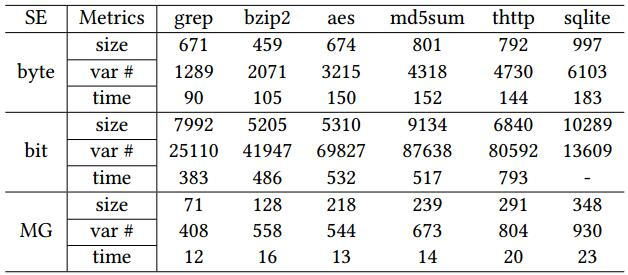 SE Metrics grep bzip2 aes md5sum thttp sqlite
size 671 459 674 801 792 997
byte var # 1289 2071 3215 4318 4730 6103
time 90 105 150 152 144 183
size 7992 5205 5310 9134 6840 10289
bit var # 25110 41947 69827 87638 80592 13609
time 383 486 532 517 793 -
size 71 128 218 239 291 348
MG var # 408 558 544 673 804 930
time 12 16 13 14 20 23